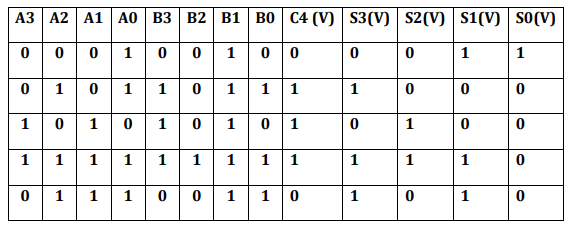 A3 A2 A1 A0 B3 B2 B1 B0 C4 (V) S3(V) S2(V) S1(V) S0(V)
0 0 0 1 0 0 1 0 0 0 0 1 1
0 1 0 1 1 0 1 1 1 1 0 0 0
1 0 1 0 1 0 1 0 1 0 1 0 0
1 1 1 1 1 1 1 1 1 1 1 1 0
0 1 1 1 0 0 1 1 0 1 0 1 0